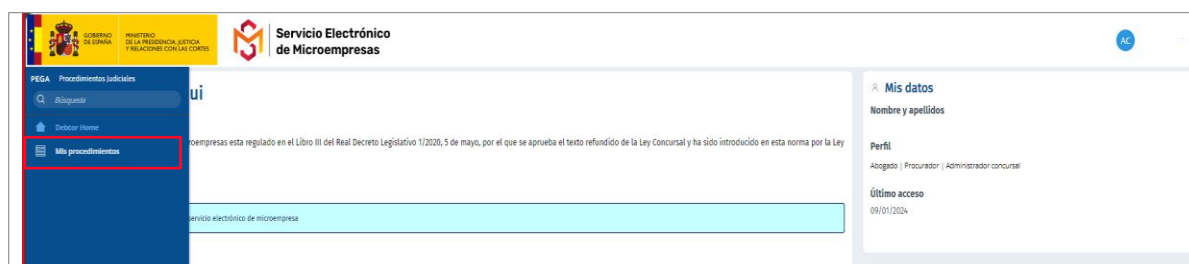 GOBIERNO
DE ESPAÑA
MINISTERIO
DE LA PRESIDENCIA, JUSTICIA
Y RELACIONES CON LAS CORTES
Servicio Electrónico
de Microempresas
AC
PEGA Procedimientos Judiciales
Búsqueda
Debtor Home
Mis procedimientos
ui
roempresas esta regulado en el Libro III del Real Decreto Legislativo 1/2020, 5 de mayo, por el que se aprueba el texto refundido de la Ley Concursal y ha sido introducido en esta norma por la Ley
servicio electrónico de microempresa
Mis datos
Nombre y apellidos
Perfil
Abogado | Procurador | Administrador concursal
Último acceso
09/01/2024